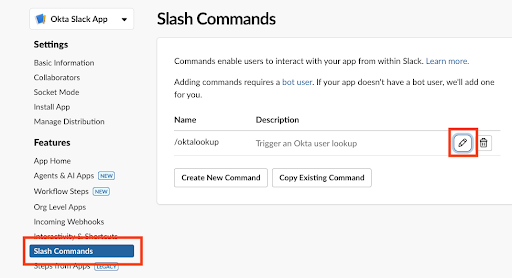 Okta Slack App
Slash Commands
Settings
Basic Information
Collaborators
Socket Mode
Install App
Manage Distribution
Features
App Home
Agents & AI Apps NEW
Workflow Steps NEW
Org Level Apps
Incoming Webhooks
Interactivity & Shortcuts
Slash Commands
Steps from Apps LEGACY
Commands enable users to interact with your app from within Slack. Learn more.
Adding commands requires a bot user. If your app doesn't have a bot user, we'll add one
for you.
Name Description
/oktalookup Trigger an Okta user lookup
Create New Command Copy Existing Command